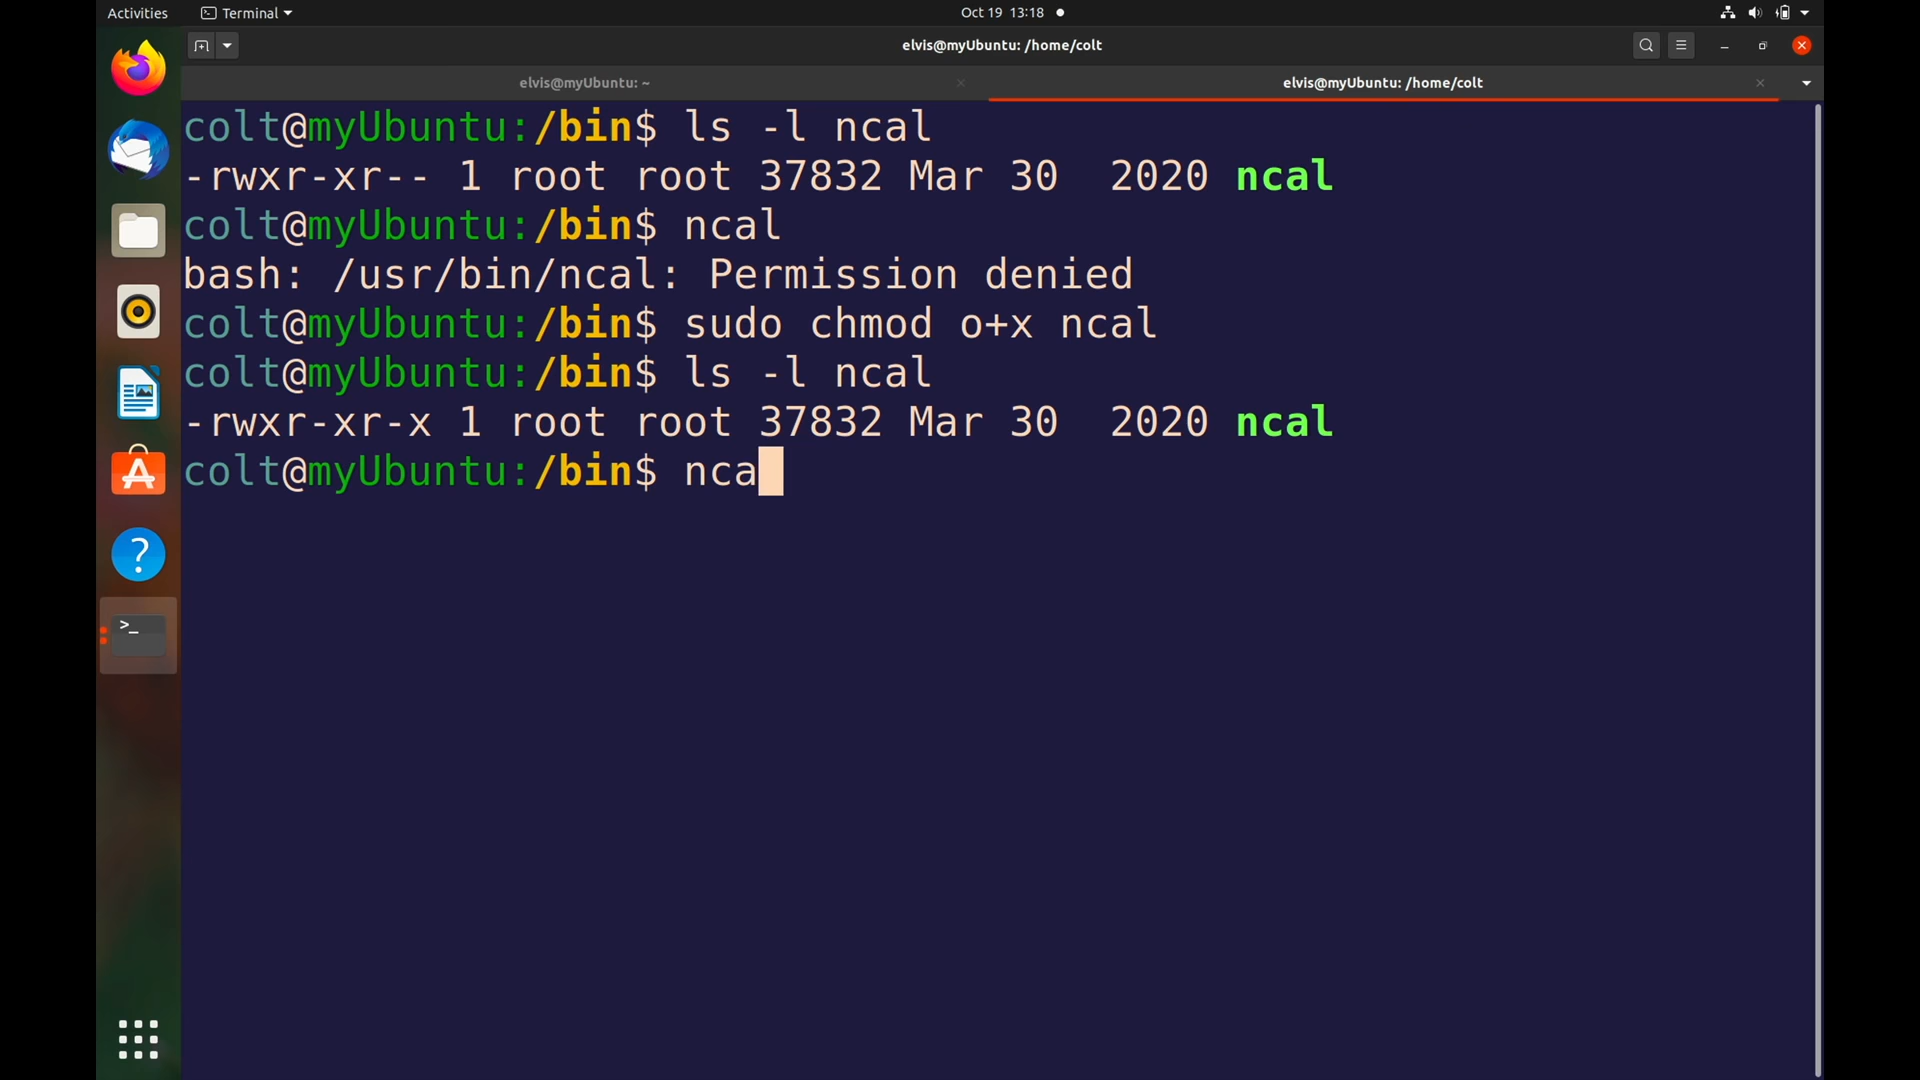 Activities Terminal Oct 19 13:18
elvis@myUbuntu: /home/colt
elvis@myUbuntu: ~ elvis@myUbuntu: /home/colt
colt@myUbuntu:/bin$ ls -l ncal
-rwxr-xr-- 1 root root 37832 Mar 30  2020 ncal
colt@myUbuntu:/bin$ ncal
bash: /usr/bin/ncal: Permission denied
colt@myUbuntu:/bin$ sudo chmod o+x ncal
colt@myUbuntu:/bin$ ls -l ncal
-rwxr-xr-x 1 root root 37832 Mar 30  2020 ncal
colt@myUbuntu:/bin$ nca